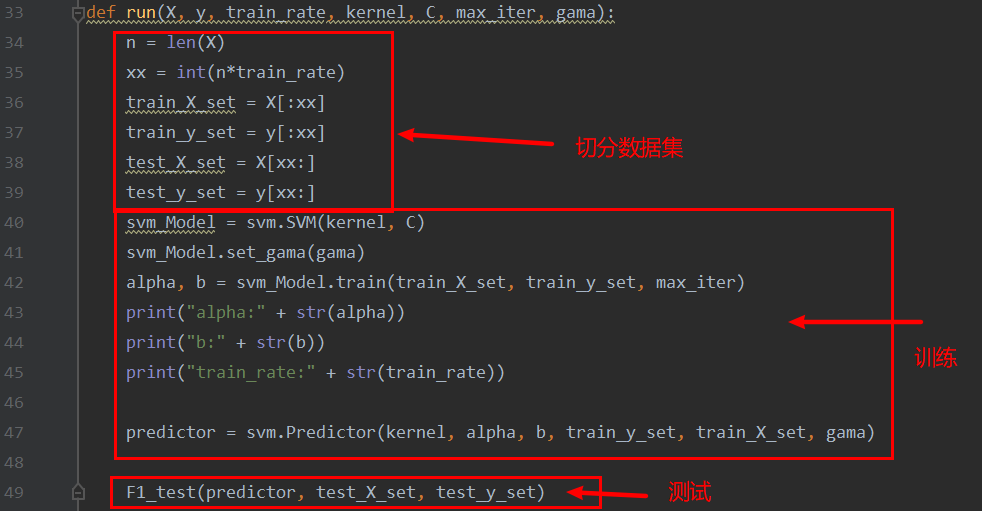 33 def run(X, y, train_rate, kernel, C, max_iter, gama):
34 n = len(X)
35 xx = int(n*train_rate)
36 train_X_set = X[:xx]
37 train_y_set = y[:xx]
切分数据集
38 test_X_set = X[xx:]
39 test_y_set = y[xx:]
40 svm_Model = svm.SVM(kernel, C)
41 svm_Model.set_gama(gama)
42 alpha, b = svm_Model.train(train_X_set, train_y_set, max_iter)
43 print("alpha:" + str(alpha))
44 print("b:" + str(b))
训练
45 print("train_rate:" + str(train_rate))
46
47 predictor = svm.Predictor(kernel, alpha, b, train_y_set, train_X_set, gama)
48
49 F1_test(predictor, test_X_set, test_y_set)
测试